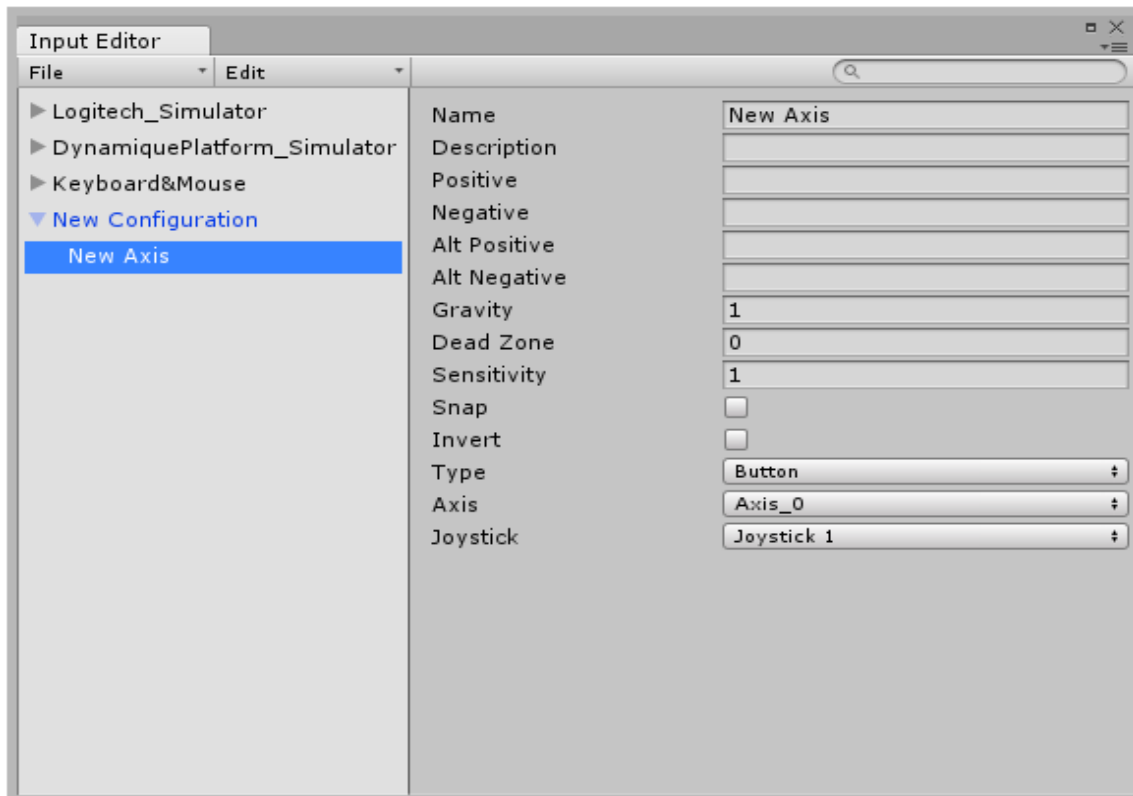 Input Editor
File Edit
Logitech_Simulator
DynamiquePlatform_Simulator
Keyboard&Mouse
New Configuration
New Axis
Name New Axis
Description
Positive
Negative
Alt Positive
Alt Negative
Gravity 1
Dead Zone 0
Sensitivity 1
Snap
Invert
Type Button
Axis Axis_0
Joystick Joystick 1